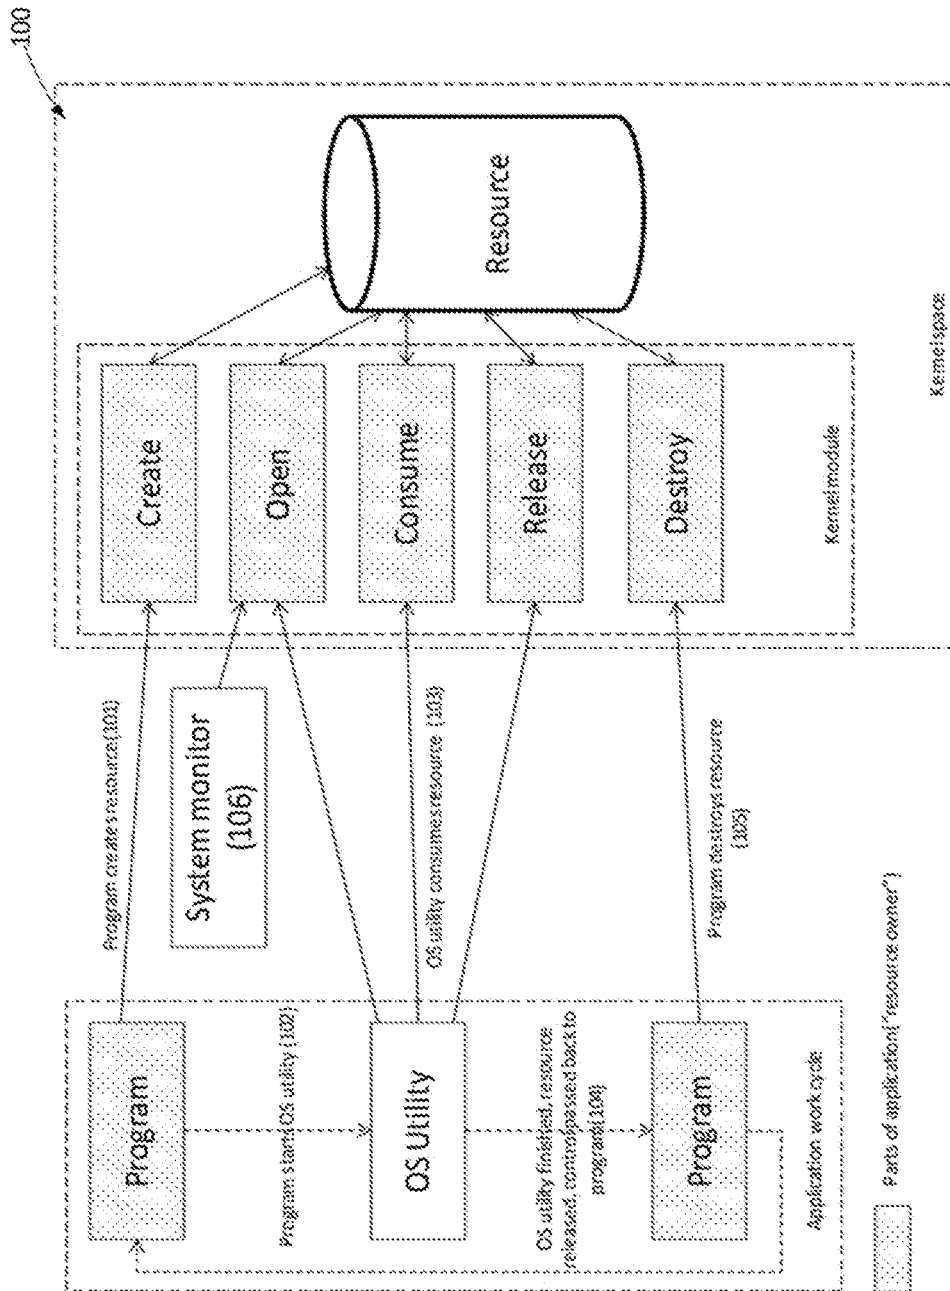 100
Program
Program creates resource (101)
Create
System monitor
(106)
Program starts OS utility (102)
Open
Resource
OS Utility
OS utility consumes resource (103)
Consume
OS utility finished, resource
released, control passed back to
program (104)
Release
Program
Program destroys resource
(105)
Destroy
Application work cycle
Kernel module
Kernel space
Parts of application ("resource owner")